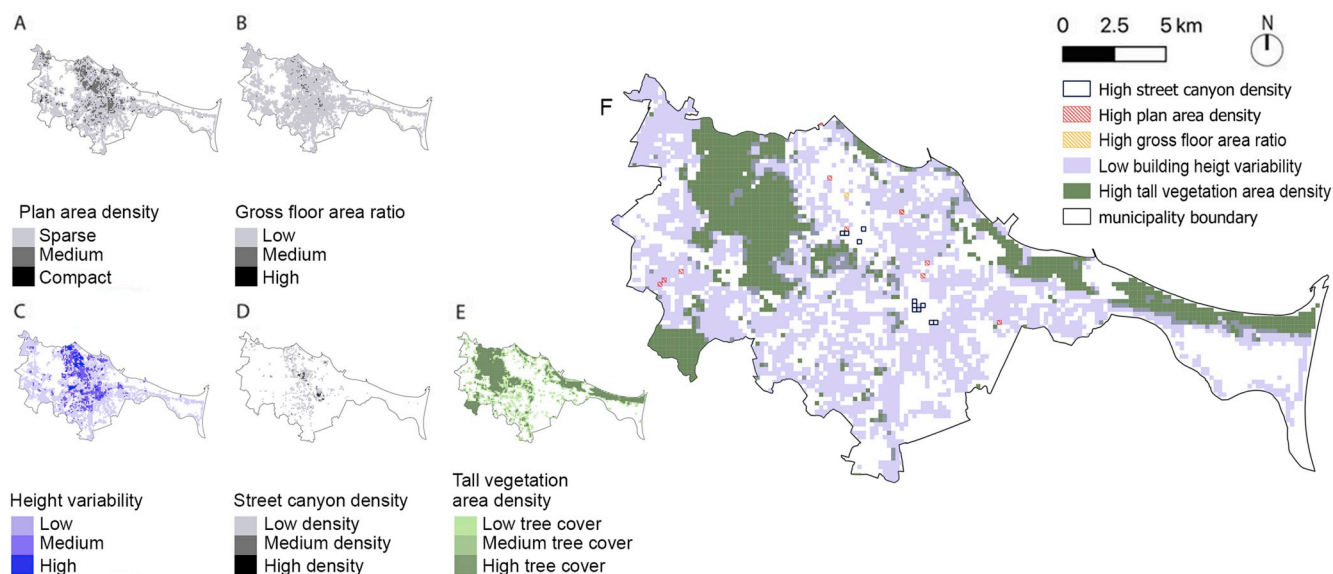 A
Plan area density
Sparse
Medium
Compact
B
Gross floor area ratio
Low
Medium
High
C
Height variability
Low
Medium
High
D
Street canyon density
Low density
Medium density
High density
E
Tall vegetation
area density
Low tree cover
Medium tree cover
High tree cover
F
0 2.5 5 km
N
High street canyon density
High plan area density
High gross floor area ratio
Low building heigt variability
High tall vegetation area density
municipality boundary